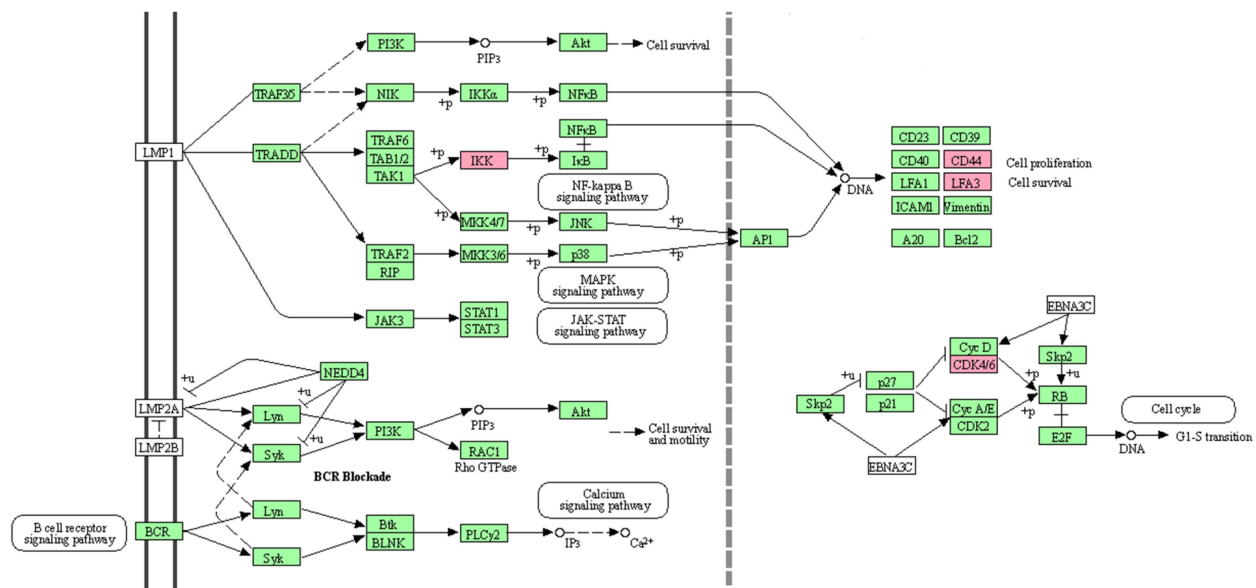 PI3K
PIP3
Akt
Cell survival
TRAF3/5
NIK
+p
IKKα
+p
NFκB
LMP1
TRADD
TRAF6
TAB1/2
TAK1
+p
IKK
+p
NFκB
IκB
CD23
CD39
CD40
CD44
Cell proliferation
LFA1
LFA3
Cell survival
ICAM1
Vimentin
A20
Bcl2
DNA
NF-kappa B
signaling pathway
+p
MKK4/7
+p
JNK
+p
AP1
TRAF2
RIP
+p
MKK3/6
+p
p38
+p
MAPK
signaling pathway
JAK3
STAT1
STAT3
JAK-STAT
signaling pathway
EBNA3C
Cyc D
CDK4/6
Skp2
+p
+u
RB
+u
p27
p21
Skp2
Cyc A/E
CDK2
+p
E2F
EBNA3C
DNA
Cell cycle
G1-S transition
+u
NEDD4
+u
LMP2A
Lyn
LMP2B
+u
Syk
PI3K
PIP3
Akt
RAC1
Rho GTPase
Cell survival
and motility
BCR Blockade
B cell receptor
signaling pathway
BCR
Lyn
Syk
Btk
BLNK
PLCγ2
IP3
Ca2+
Calcium
signaling pathway